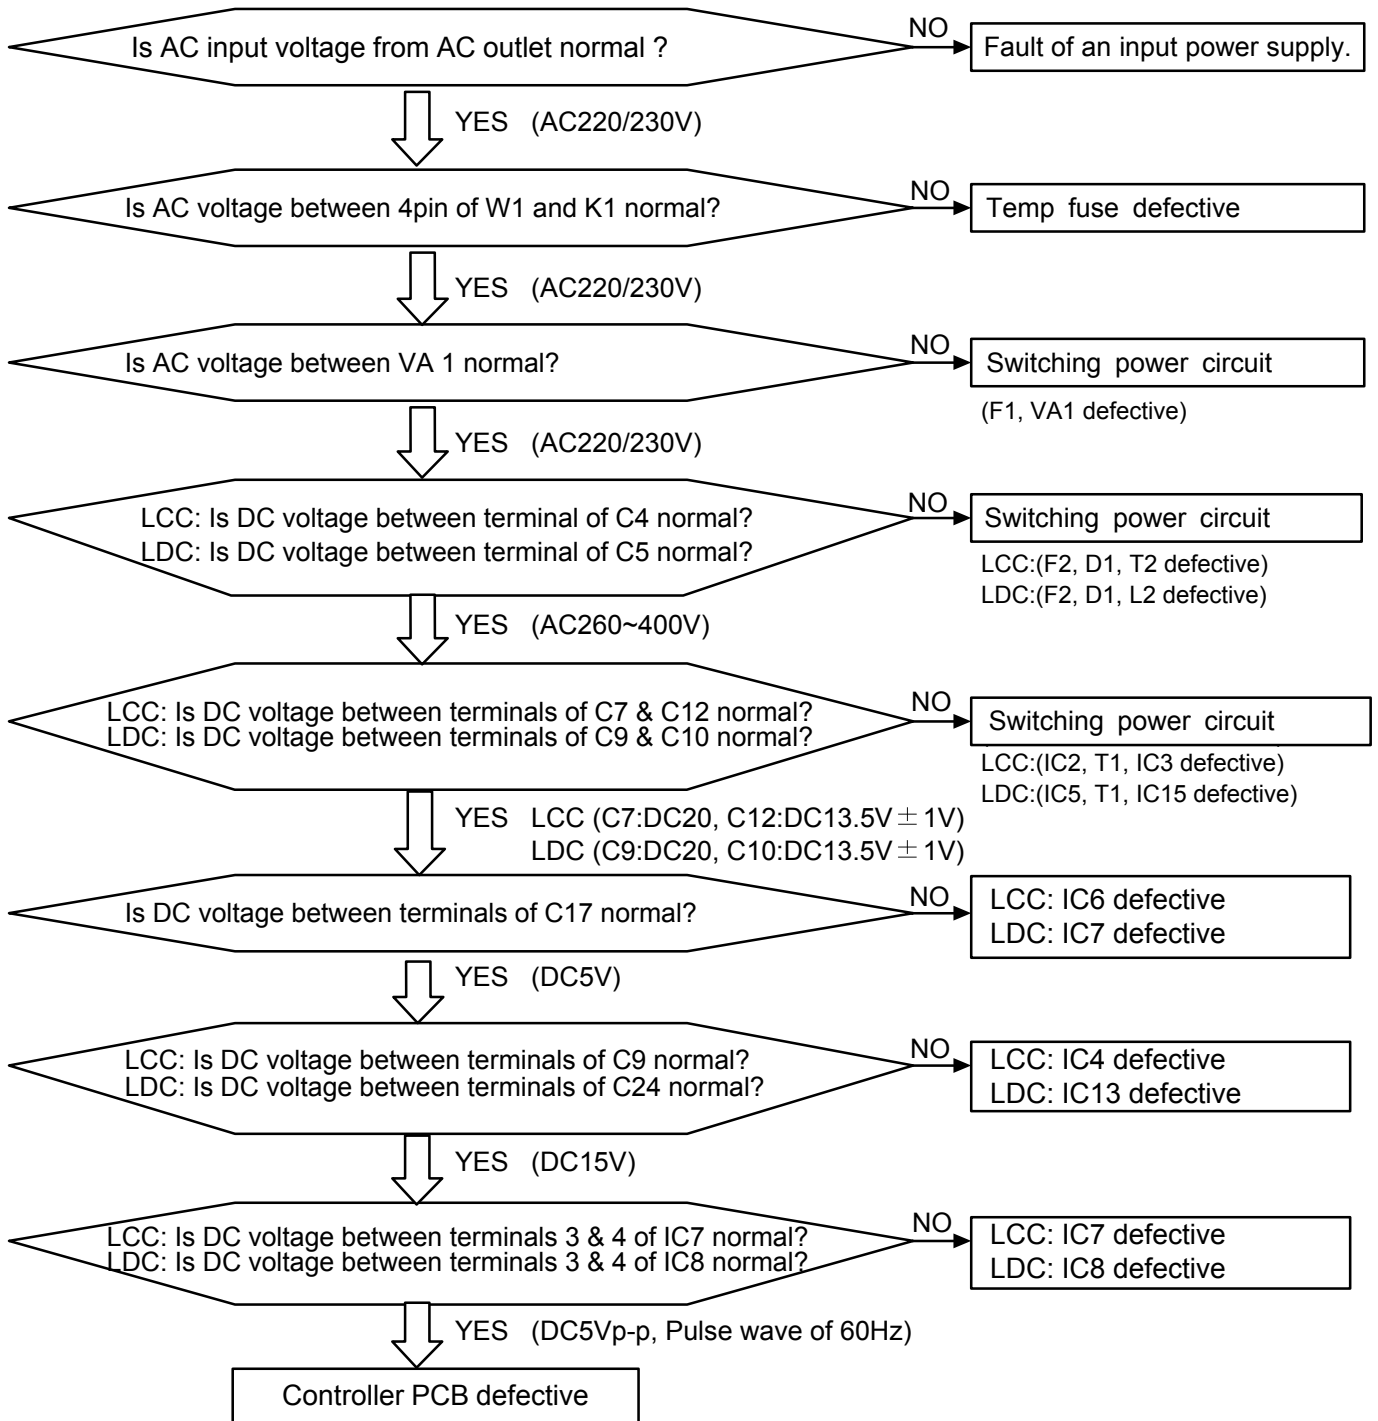 Is AC input voltage from AC outlet normal ?
NO
Fault of an input power supply.
YES (AC220/230V)
Is AC voltage between 4pin of W1 and K1 normal?
NO
Temp fuse defective
YES (AC220/230V)
Is AC voltage between VA 1 normal?
NO
Switching power circuit
(F1, VA1 defective)
YES (AC220/230V)
LCC: Is DC voltage between terminal of C4 normal?
LDC: Is DC voltage between terminal of C5 normal?
NO
Switching power circuit
LCC:(F2, D1, T2 defective)
LDC:(F2, D1, L2 defective)
YES (AC260~400V)
LCC: Is DC voltage between terminals of C7 & C12 normal?
LDC: Is DC voltage between terminals of C9 & C10 normal?
NO
Switching power circuit
LCC:(IC2, T1, IC3 defective)
LDC:(IC5, T1, IC15 defective)
YES LCC (C7:DC20, C12:DC13.5V ± 1V)
LDC (C9:DC20, C10:DC13.5V ± 1V)
Is DC voltage between terminals of C17 normal?
NO
LCC: IC6 defective
LDC: IC7 defective
YES (DC5V)
LCC: Is DC voltage between terminals of C9 normal?
LDC: Is DC voltage between terminals of C24 normal?
NO
LCC: IC4 defective
LDC: IC13 defective
YES (DC15V)
LCC: Is DC voltage between terminals 3 & 4 of IC7 normal?
LDC: Is DC voltage between terminals 3 & 4 of IC8 normal?
NO
LCC: IC7 defective
LDC: IC8 defective
YES (DC5Vp-p, Pulse wave of 60Hz)
Controller PCB defective